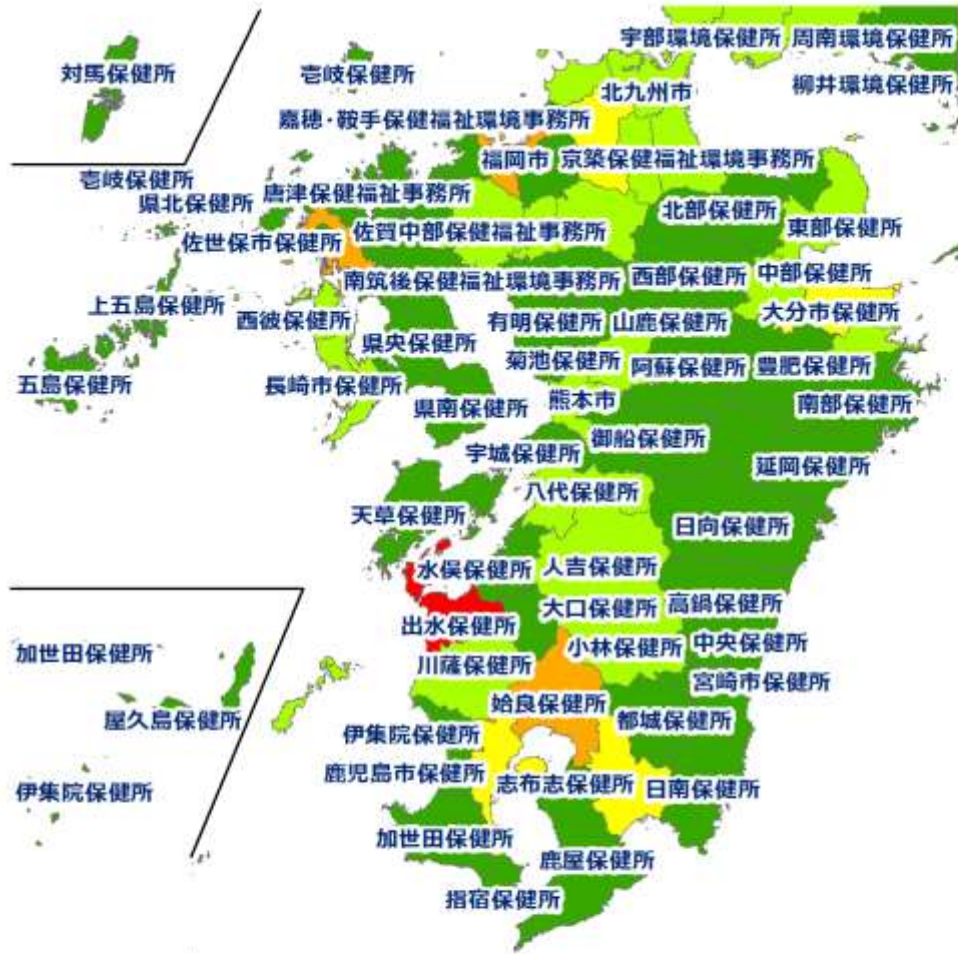 宇部環境保健所
周南環境保健所
対馬保健所
壱岐保健所
柳井環境保健所
北九州市
嘉穂・鞍手保健福祉環境事務所
福岡市
京築保健福祉環境事務所
壱岐保健所
唐津保健福祉事務所
県北保健所
北部保健所
東部保健所
佐世保市保健所
佐賀中部保健福祉事務所
南筑後保健福祉環境事務所
西部保健所
中部保健所
上五島保健所
西彼保健所
有明保健所
山鹿保健所
大分市保健所
県央保健所
菊池保健所
阿蘇保健所
豊肥保健所
五島保健所
長崎市保健所
県南保健所
熊本市
南部保健所
宇城保健所
御船保健所
延岡保健所
八代保健所
天草保健所
日向保健所
水俣保健所
人吉保健所
出水保健所
大口保健所
高鍋保健所
加世田保健所
川薩保健所
小林保健所
中央保健所
宮崎市保健所
屋久島保健所
姶良保健所
都城保健所
伊集院保健所
鹿児島市保健所
志布志保健所
日南保健所
伊集院保健所
加世田保健所
鹿屋保健所
指宿保健所